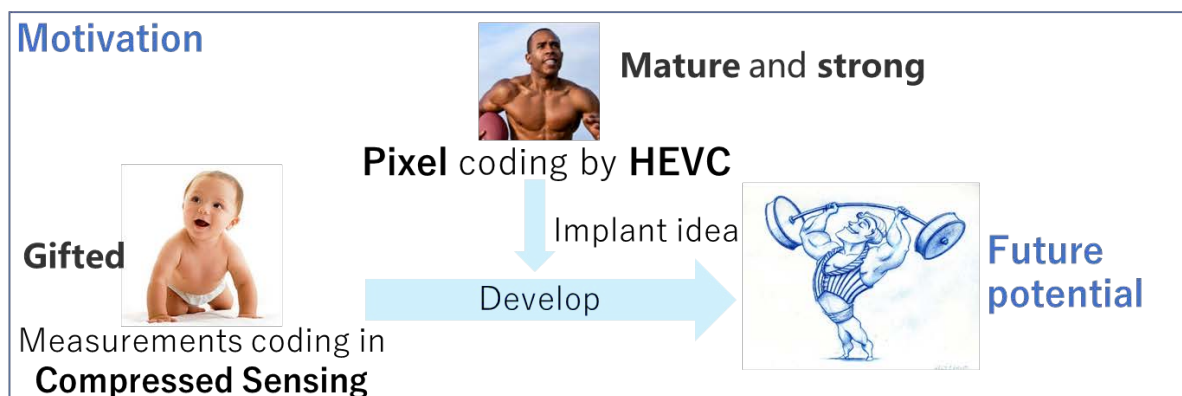 Motivation
Mature and strong
Pixel coding by HEVC
Implant idea
Gifted
Develop
Future
potential
Measurements coding in
Compressed Sensing